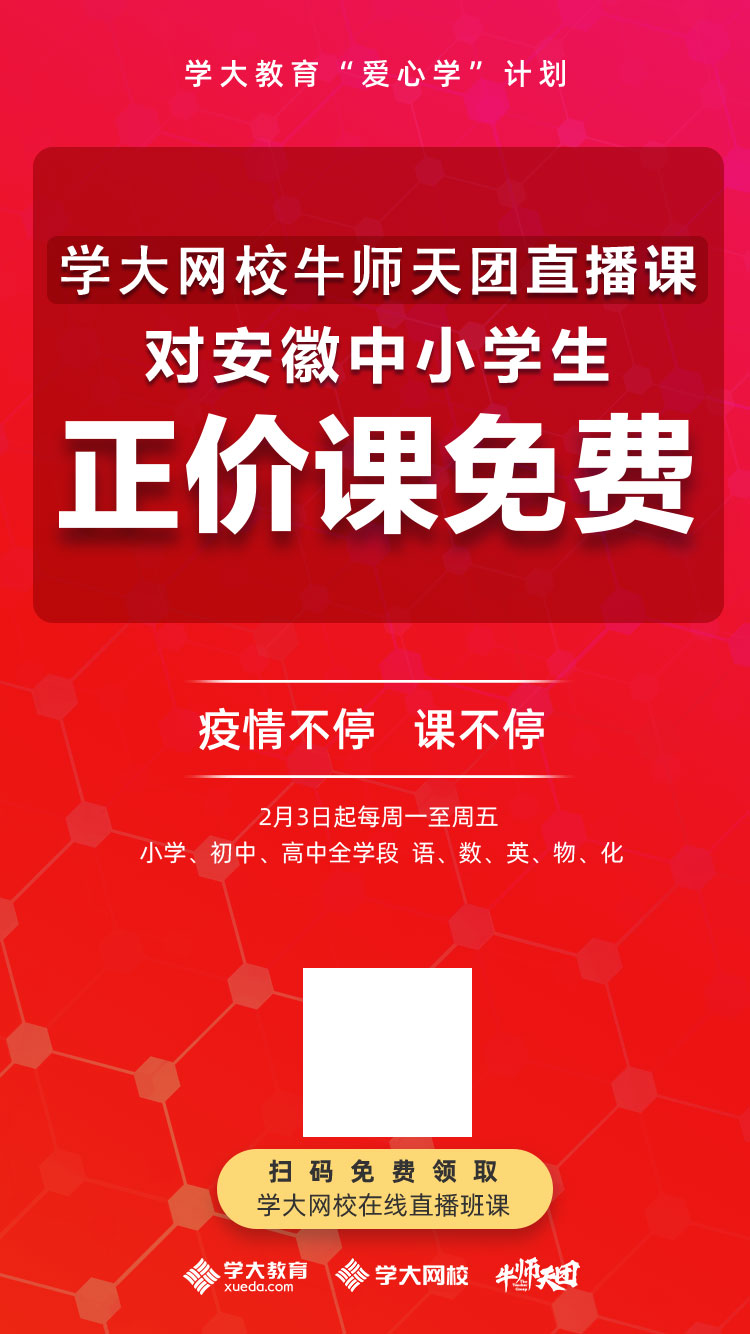 学大教育“爱心学”计划
学大网校牛师天团直播课
对安徽中小学生
正价课免费
疫情不停 课不停
2月3日起每周一至周五
小学、初中、高中全学段 语、数、英、物、化
扫码免费领取
学大网校在线直播班课
学大教育
xueda.com
学大网校
牛师天团